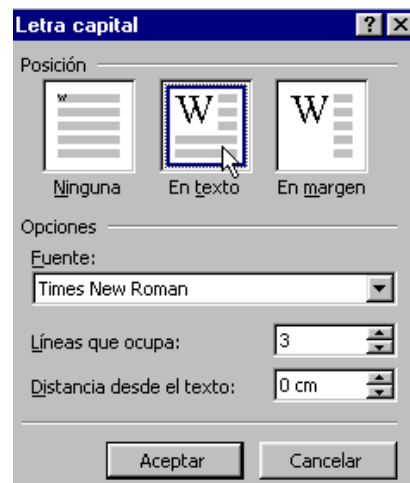 Letra capital
Posición
W W W
Ninguna En texto En margen
Opciones
Fuente:
Times New Roman
Líneas que ocupa: 3
Distancia desde el texto: 0 cm
Aceptar Cancelar